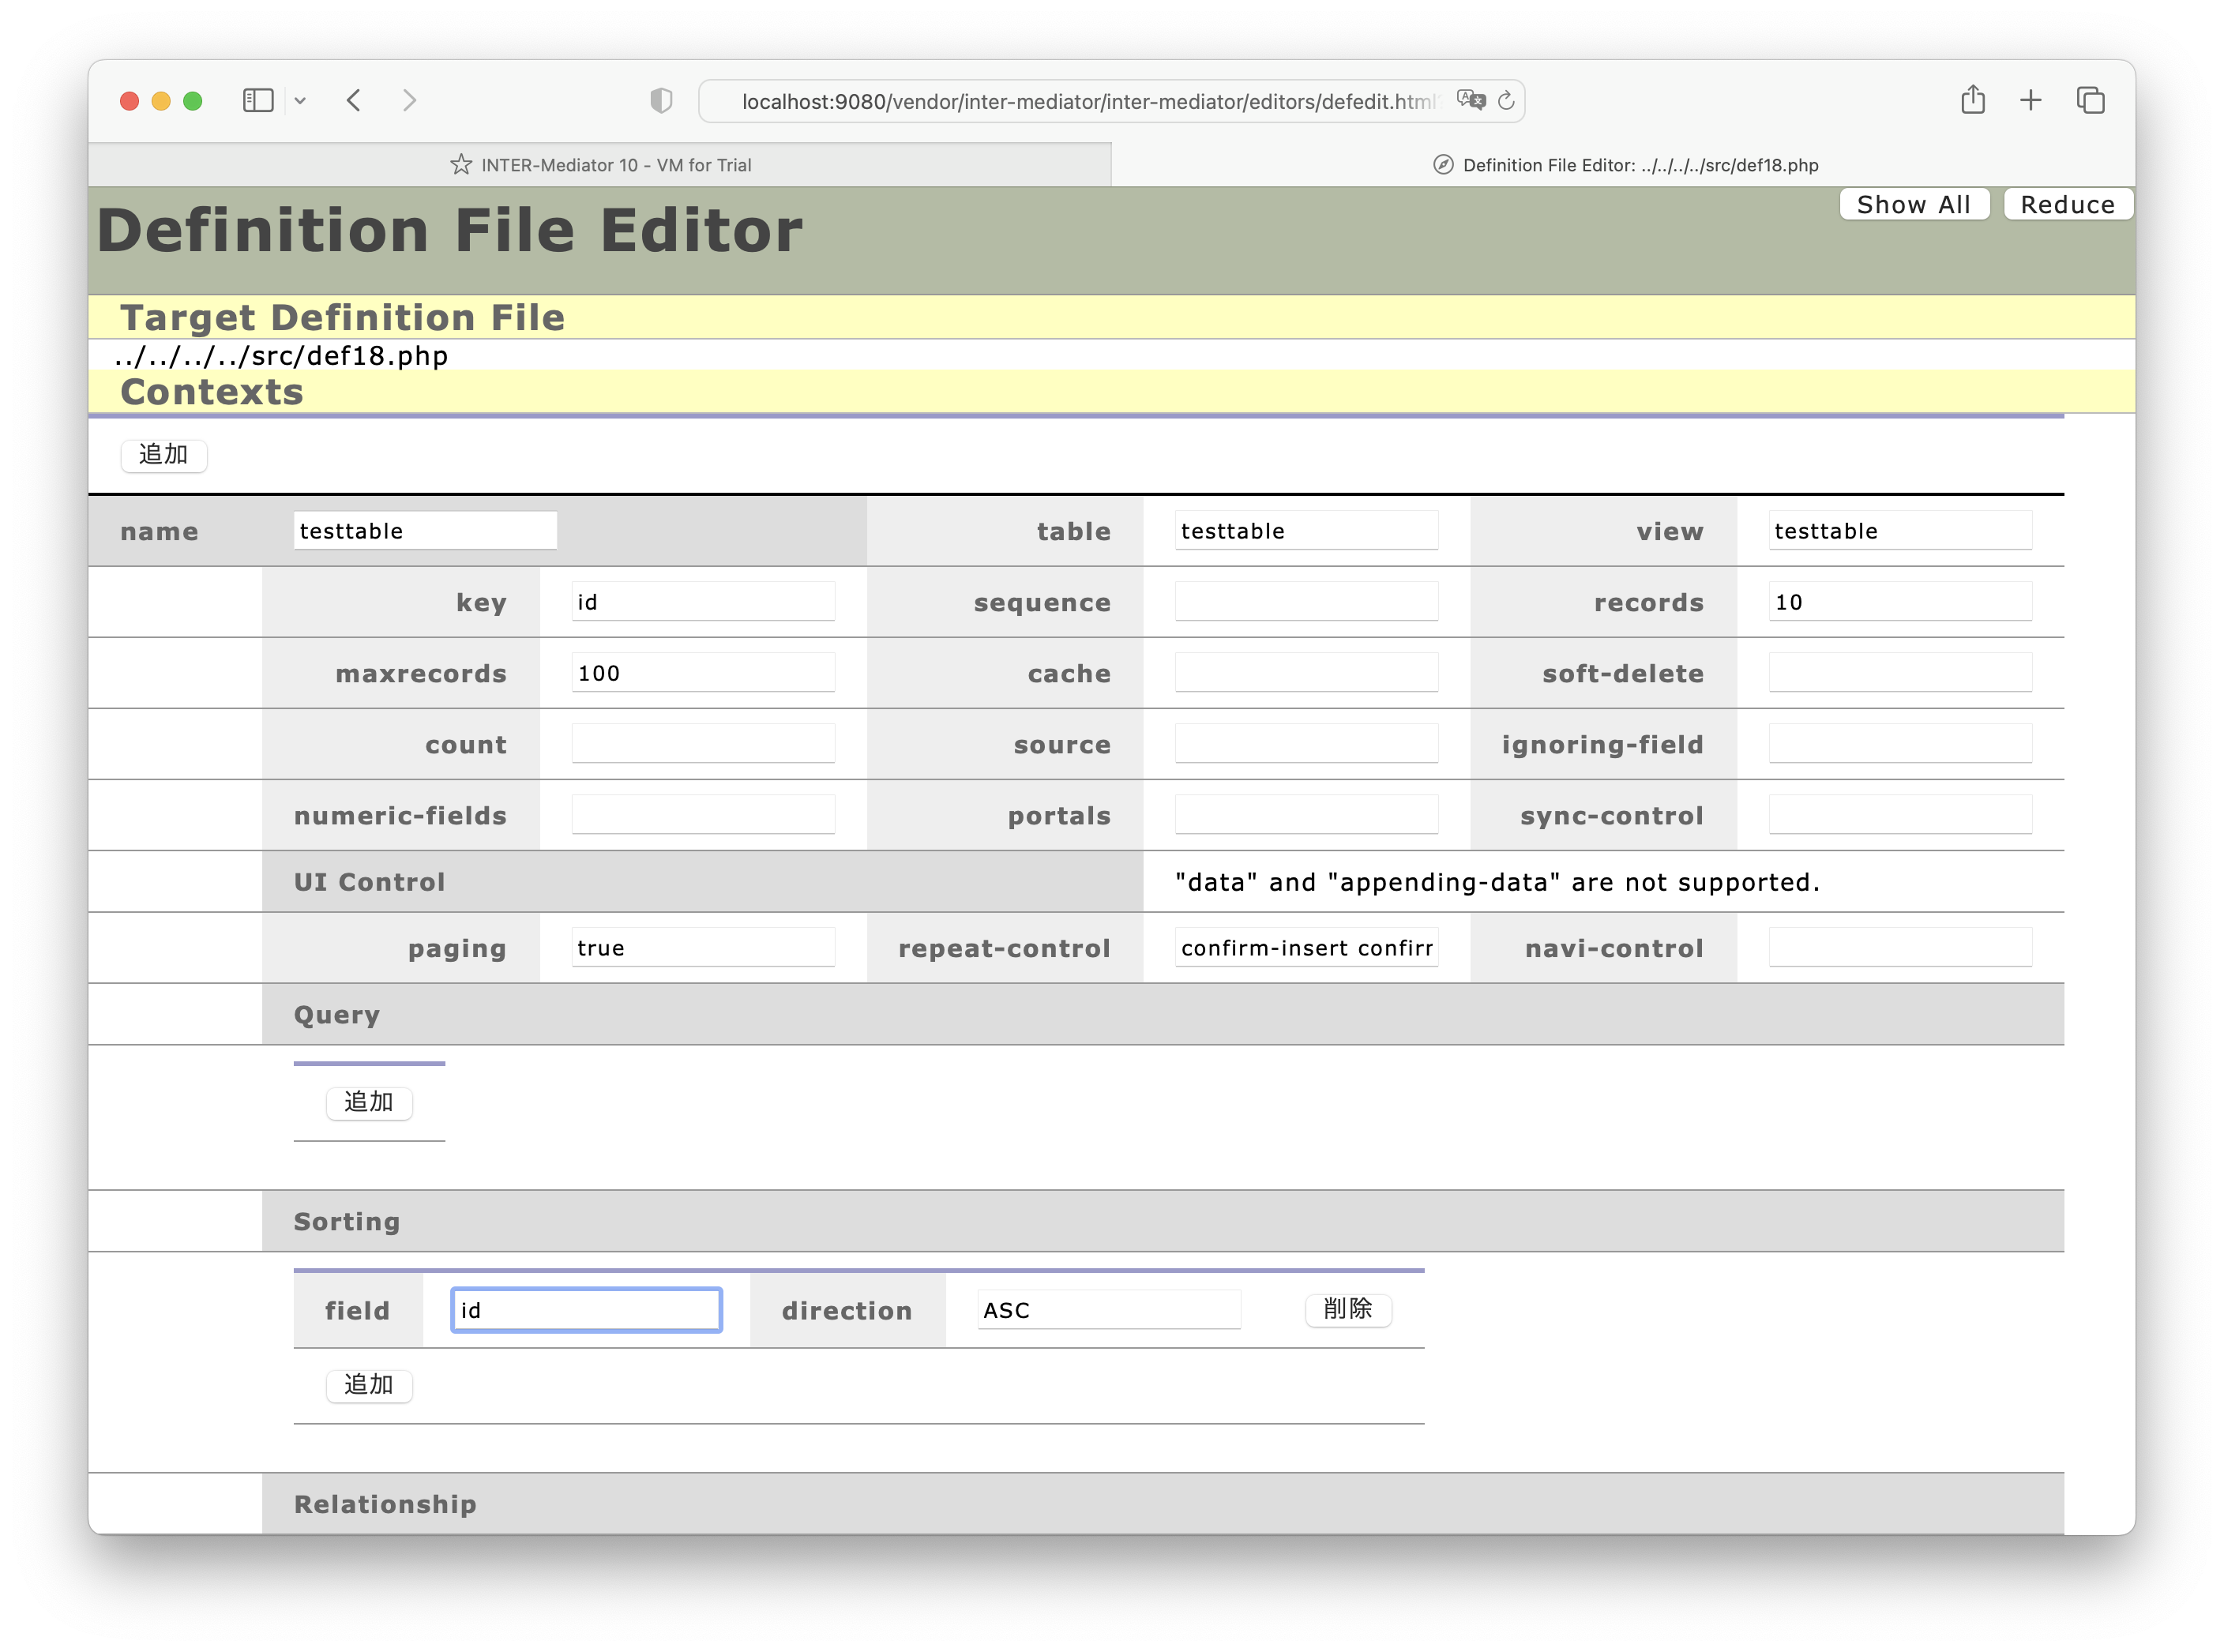 localhost:9080/vendor/inter-mediator/inter-mediator/editors/defedit.html
INTER-Mediator 10 - VM for Trial
Definition File Editor: ../../../../src/def18.php
Definition File Editor
Show All
Reduce
Target Definition File
../../../../src/def18.php
Contexts
追加
name testtable table testtable view testtable
key id sequence records 10
maxrecords 100 cache soft-delete
count source ignoring-field
numeric-fields portals sync-control
UI Control "data" and "appending-data" are not supported.
paging true repeat-control confirm-insert navi-control
Query
追加
Sorting
field id direction ASC 削除
追加
Relationship